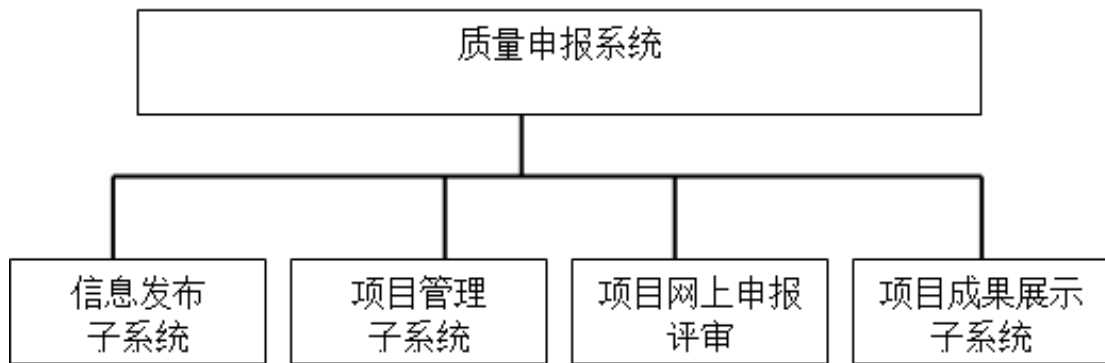 质量申报系统
信息发布
子系统
项目管理
子系统
项目网上申报
评审
项目成果展示
子系统